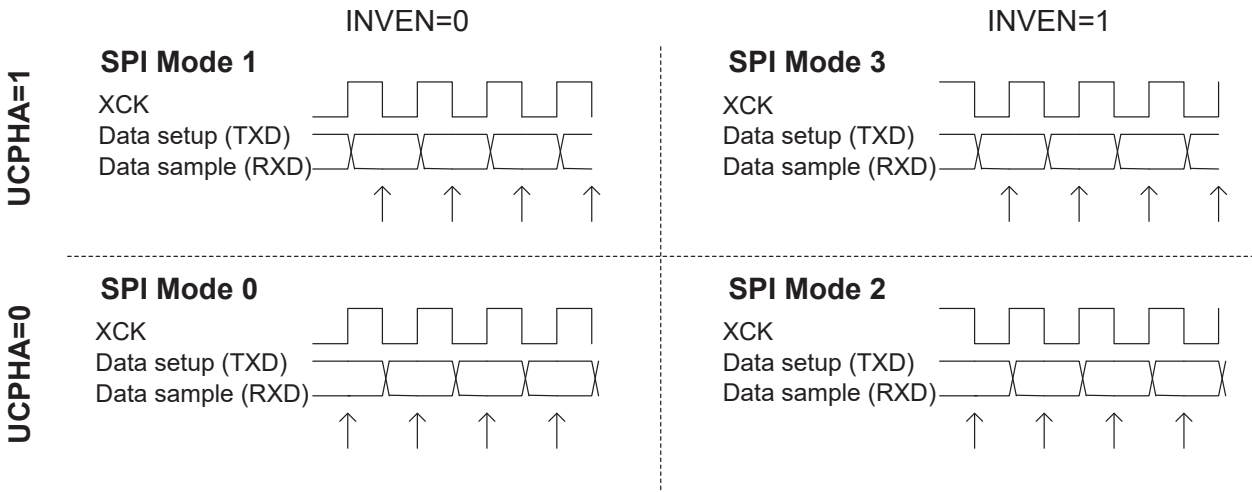 INVEN=0
INVEN=1
UCPHA=1
SPI Mode 1
XCK
Data setup (TXD)
Data sample (RXD)
SPI Mode 3
XCK
Data setup (TXD)
Data sample (RXD)
UCPHA=0
SPI Mode 0
XCK
Data setup (TXD)
Data sample (RXD)
SPI Mode 2
XCK
Data setup (TXD)
Data sample (RXD)